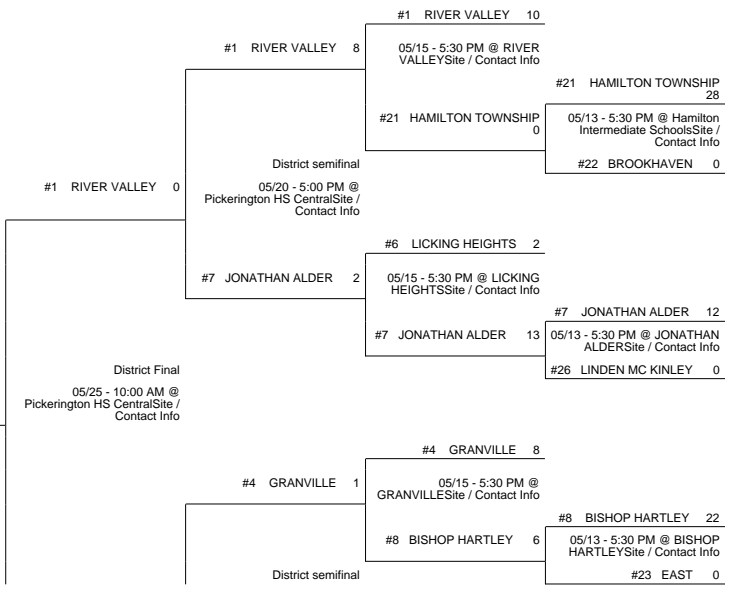 #1 RIVER VALLEY 10
#1 RIVER VALLEY 8
05/15 - 5:30 PM @ RIVER
VALLEYSite / Contact Info
#21 HAMILTON TOWNSHIP
28
#21 HAMILTON TOWNSHIP
0
05/13 - 5:30 PM @ Hamilton
Intermediate SchoolsSite /
Contact Info
District semifinal
#22 BROOKHAVEN 0
#1 RIVER VALLEY 0
05/20 - 5:00 PM @
Pickerington HS CentralSite /
Contact Info
#6 LICKING HEIGHTS 2
#7 JONATHAN ALDER 2
05/15 - 5:30 PM @ LICKING
HEIGHTSSite / Contact Info
#7 JONATHAN ALDER 12
#7 JONATHAN ALDER 13
05/13 - 5:30 PM @ JONATHAN
ALDERSite / Contact Info
District Final
#26 LINDEN MC KINLEY 0
05/25 - 10:00 AM @
Pickerington HS CentralSite /
Contact Info
#4 GRANVILLE 8
#4 GRANVILLE 1
05/15 - 5:30 PM @
GRANVILLESite / Contact Info
#8 BISHOP HARTLEY 22
#8 BISHOP HARTLEY 6
05/13 - 5:30 PM @ BISHOP
HARTLEYSite / Contact Info
District semifinal
#23 EAST 0